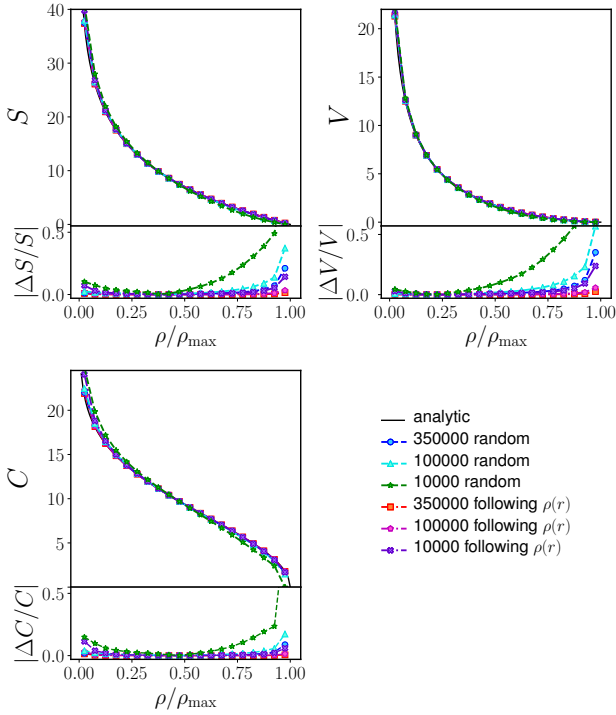 40
30
20
10
0
S
0.5
0.0
|ΔS/S|
0.00 0.25 0.50 0.75 1.00
ρ/ρmax
20
15
10
5
0
V
0.5
0.0
|ΔV/V|
0.00 0.25 0.50 0.75 1.00
ρ/ρmax
20
15
10
5
C
0.5
0.0
|ΔC/C|
0.00 0.25 0.50 0.75 1.00
ρ/ρmax
analytic
350000 random
100000 random
10000 random
350000 following ρ(r)
100000 following ρ(r)
10000 following ρ(r)